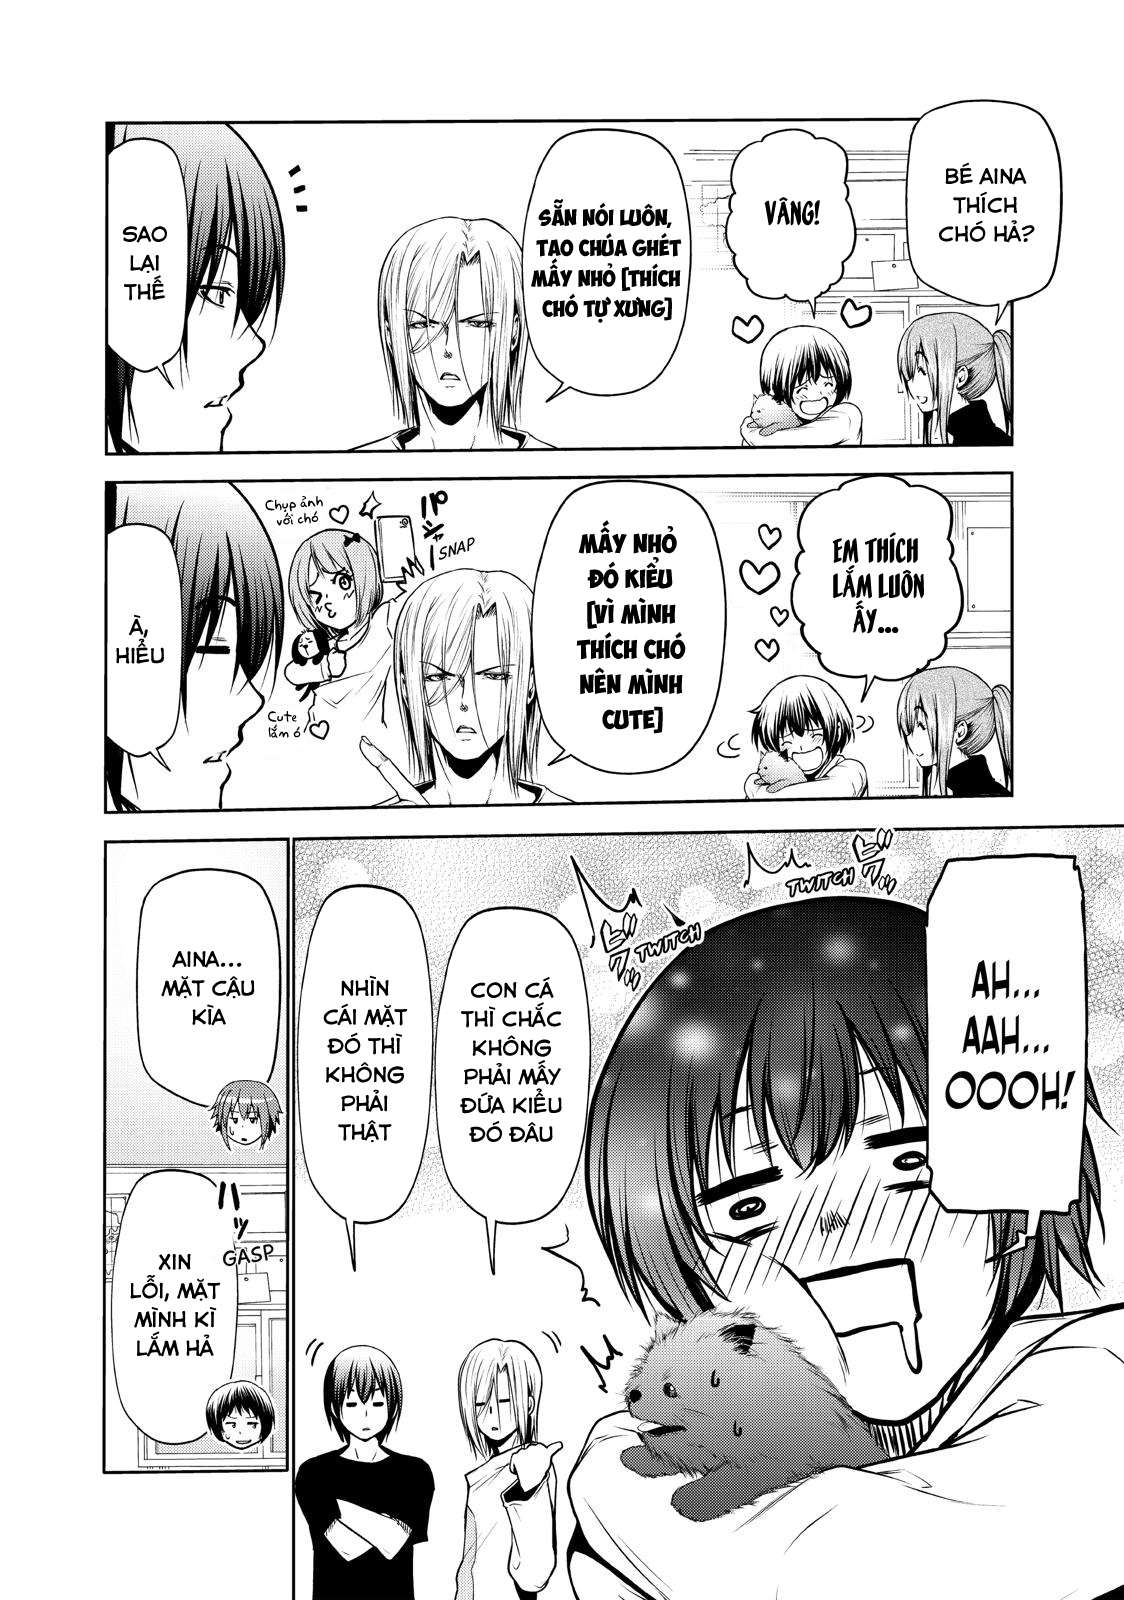 BÉ AINA
THÍCH
CHÓ HẢ?
VÂNG!
SẴN NÓI LUÔN,
TAO CHÚA GHÉT
MẤY NHỎ [THÍCH
CHÓ TỰ XƯNG]
SAO
LẠI
THẾ
EM THÍCH
LẮM LUÔN
ẤY...
MẤY NHỎ
ĐÓ KIỂU
[VÌ MÌNH
THÍCH CHÓ
NÊN MÌNH
CUTE]
SNAP
Chụp ảnh
với chó
Cute
lắm ó
À,
HIỂU
AH...
AAH...
OOOH!
ビク
TWITCH
ビク
TWITCH
CON CÁ
THÌ CHẮC
KHÔNG
PHẢI MẤY
ĐỨA KIỂU
ĐÓ ĐÂU
NHÌN
CÁI MẶT
ĐÓ THÌ
KHÔNG
PHẢI
THẬT
AINA...
MẶT CẬU
KÌA
GASP
XIN
LỖI, MẶT
MÌNH KÌ
LẮM HẢ